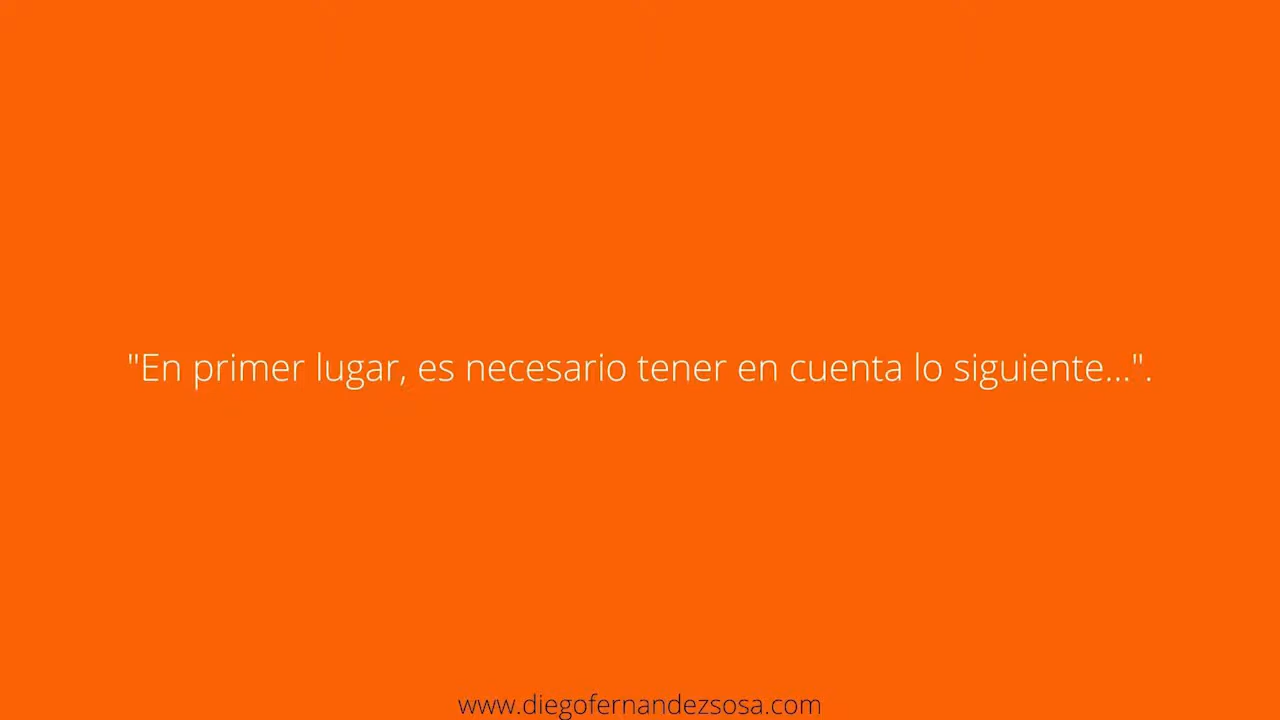 "En primer lugar, es necesario tener en cuenta lo siguiente...".
www.diegofernandezsosa.com